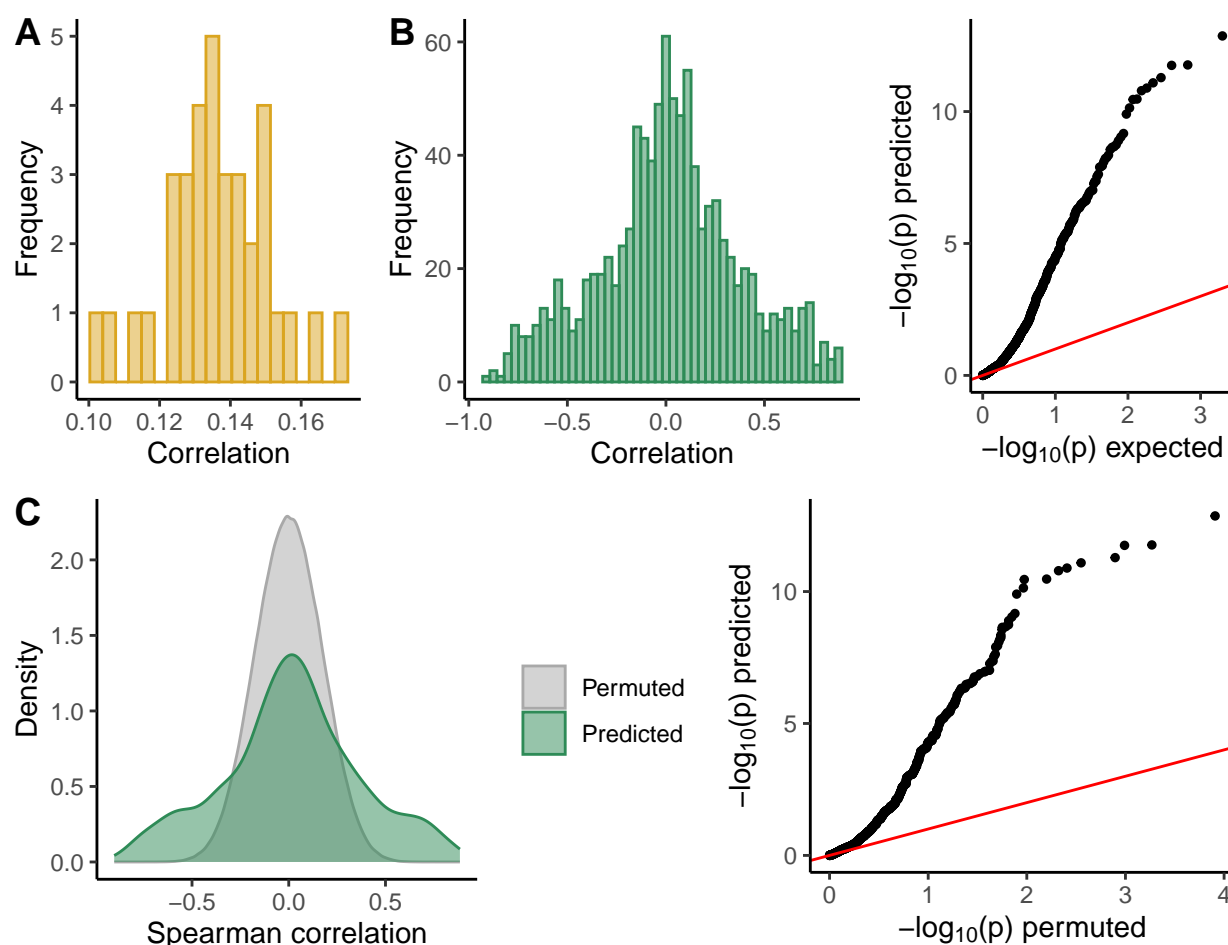 A
Frequency
5
4
3
2
1
0
0.10 0.12 0.14 0.16
Correlation
B
Frequency
60
40
20
0
−1.0 −0.5 0.0 0.5
Correlation
−log10(p) predicted
10
5
0
0 1 2 3
−log10(p) expected
C
Density
2.0
1.5
1.0
0.5
0.0
−0.5 0.0 0.5
Spearman correlation
Permuted
Predicted
−log10(p) predicted
10
5
0
0 1 2 3 4
−log10(p) permuted